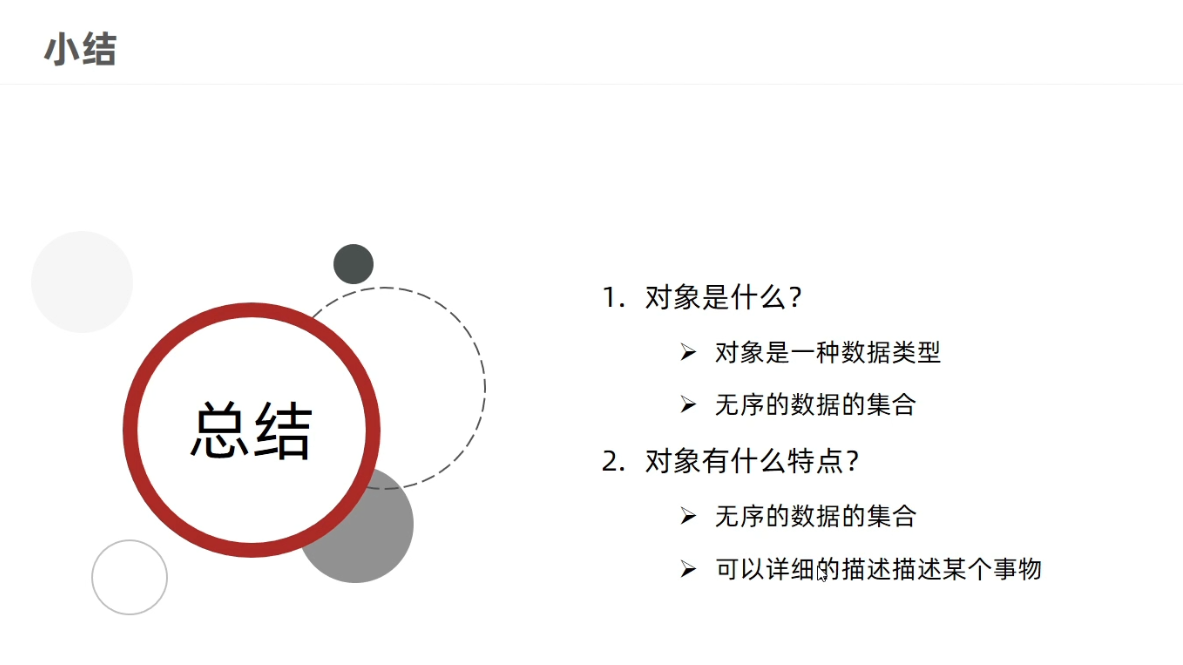 小结
总结
1. 对象是什么？
➢ 对象是一种数据类型
➢ 无序的数据的集合
2. 对象有什么特点？
➢ 无序的数据的集合
➢ 可以详细的描述描述某个事物